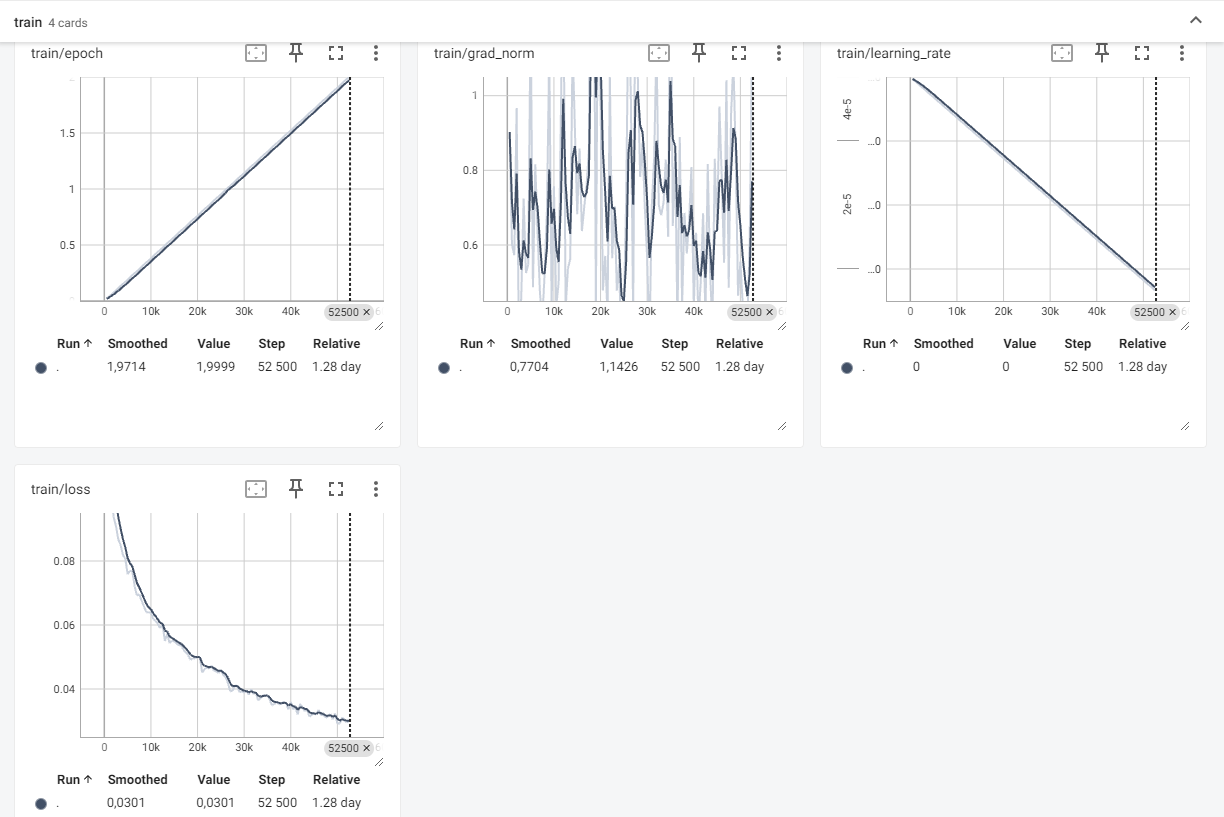 train 4 cards
train/epoch
1.5
1
0.5
0 10k 20k 30k 40k 52500 ×
Run ↑ Smoothed Value Step Relative
. 1,9714 1,9999 52 500 1.28 day
train/grad_norm
1
0.8
0.6
0 10k 20k 30k 40k 52500 ×
Run ↑ Smoothed Value Step Relative
. 0,7704 1,1426 52 500 1.28 day
train/learning_rate
4e-5
...0
2e-5
...0
...0
0 10k 20k 30k 40k 52500 ×
Run ↑ Smoothed Value Step Relative
. 0 0 52 500 1.28 day
train/loss
0.08
0.06
0.04
0 10k 20k 30k 40k 52500 ×
Run ↑ Smoothed Value Step Relative
. 0,0301 0,0301 52 500 1.28 day